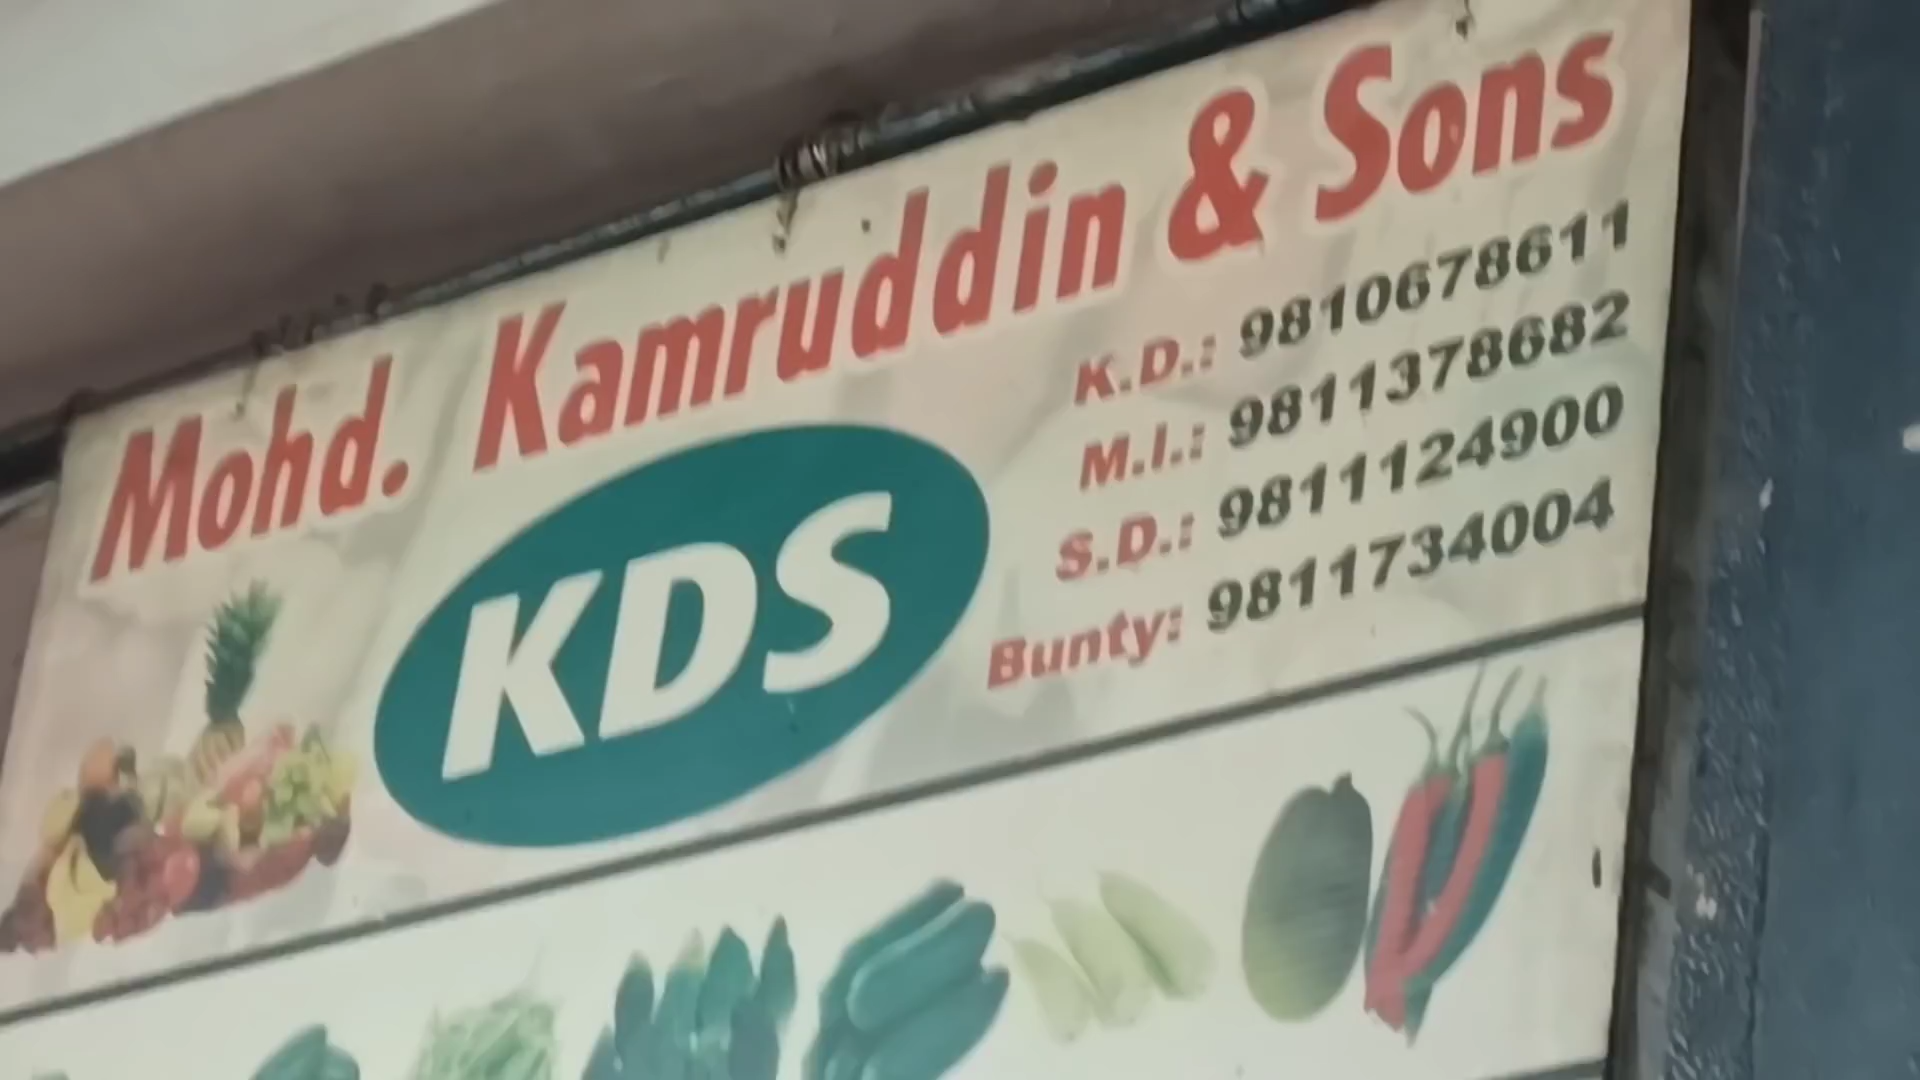 Mohd. Kamruddin & Sons
KDS
K.D.: 9810678611
M.I.: 9811378682
S.D.: 9811124900
Bunty: 9811734004